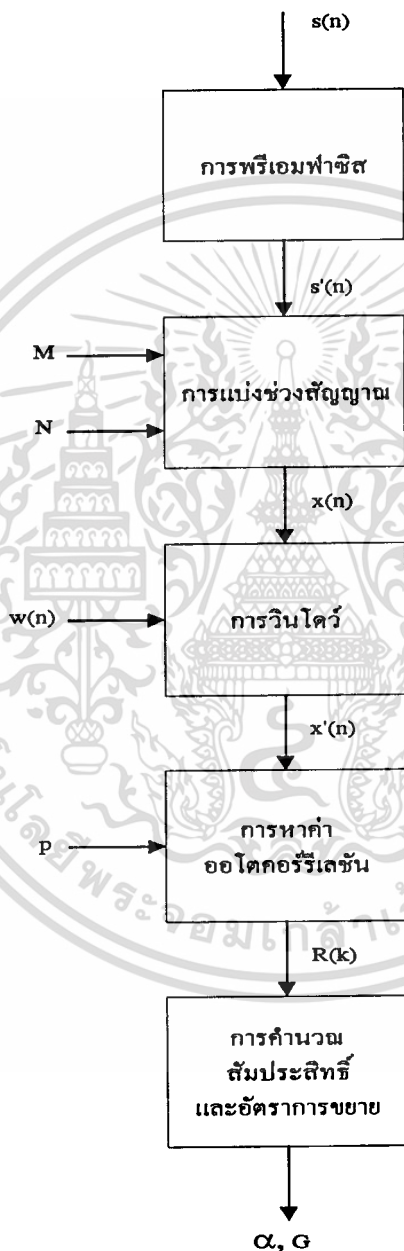 s(n)
การพรีเอมฟาซิส
s'(n)
M
การแบ่งช่วงสัญญาณ
N
x(n)
w(n)
การวินโดว์
x'(n)
การหาค่า
p
ออโตคอร์รีเลชัน
R(k)
การคำนวณ
สัมประสิทธิ์
และอัตราการขยาย
α, G